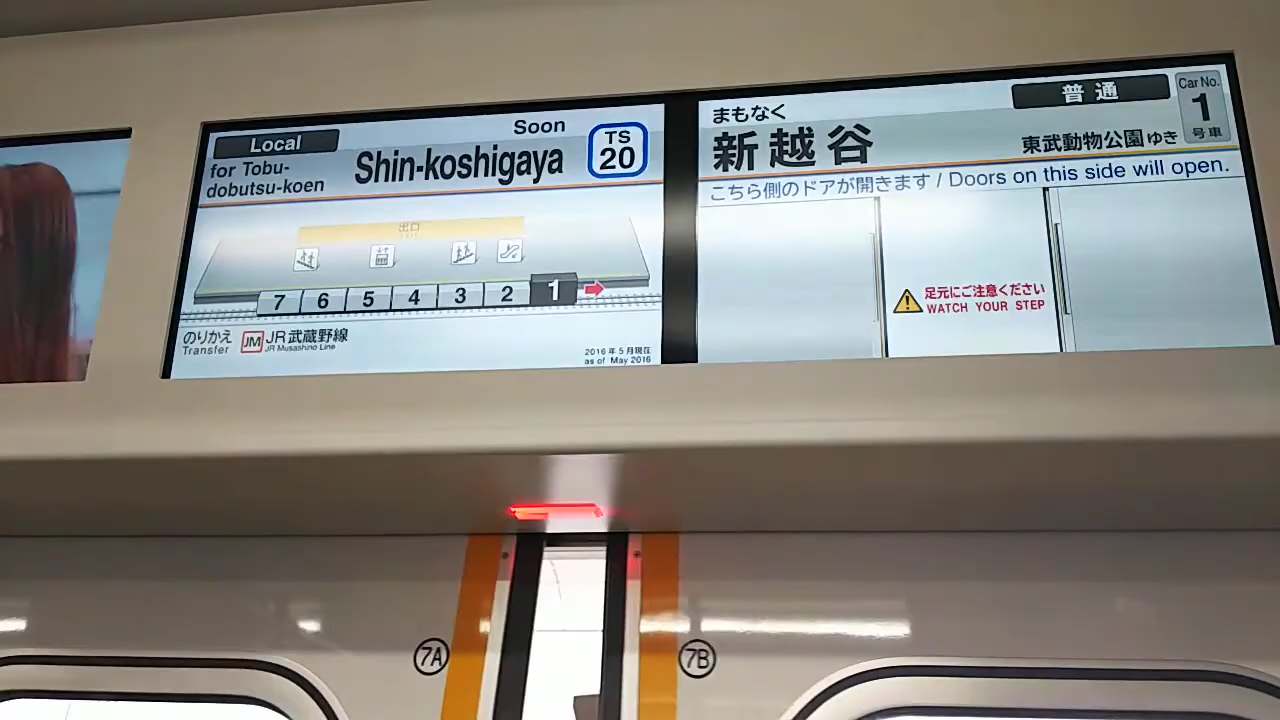 Local
Soon
for Tobu-
dobutsu-koen
Shin-koshigaya
TS
20
出口
7 6 5 4 3 2 1
のりかえ
Transfer
JM JR武蔵野線
JR Musashino Line
2016年5月現在
as of May 2016
まもなく
普通
Car No.
1
号車
新越谷
東武動物公園ゆき
こちら側のドアが開きます / Doors on this side will open.
足元にご注意ください
WATCH YOUR STEP
7A
7B